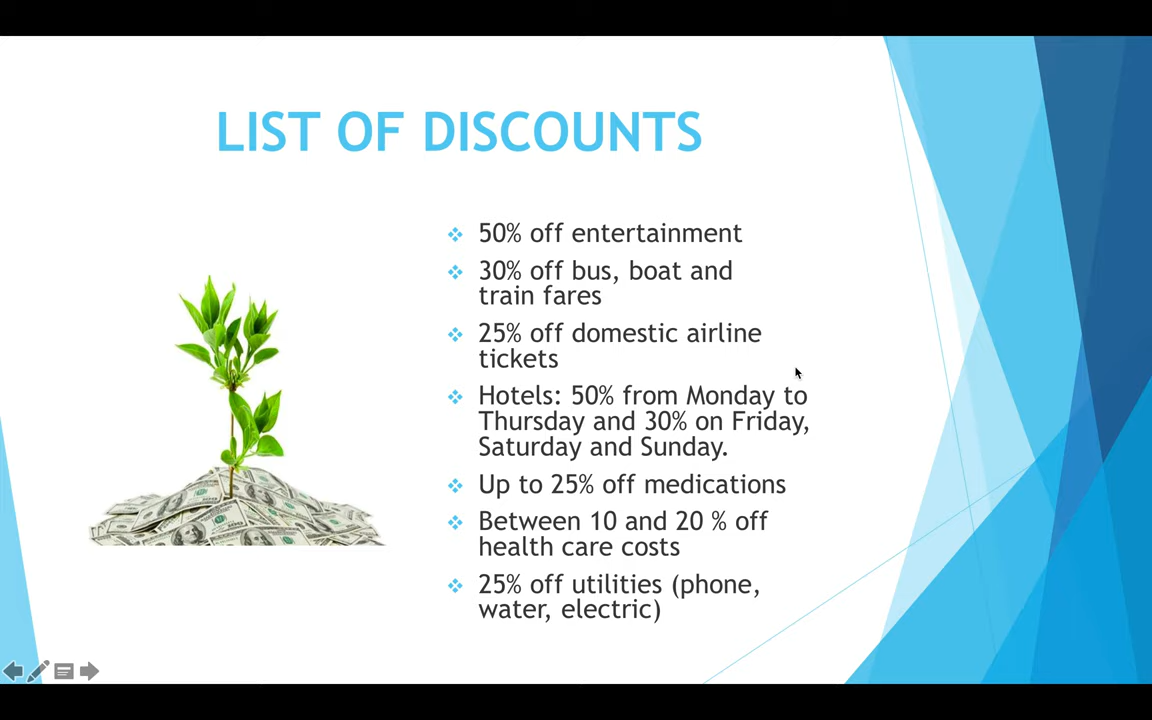 LIST OF DISCOUNTS
50% off entertainment
30% off bus, boat and
train fares
25% off domestic airline
tickets
Hotels: 50% from Monday to
Thursday and 30% on Friday,
Saturday and Sunday.
Up to 25% off medications
Between 10 and 20 % off
health care costs
25% off utilities (phone,
water, electric)